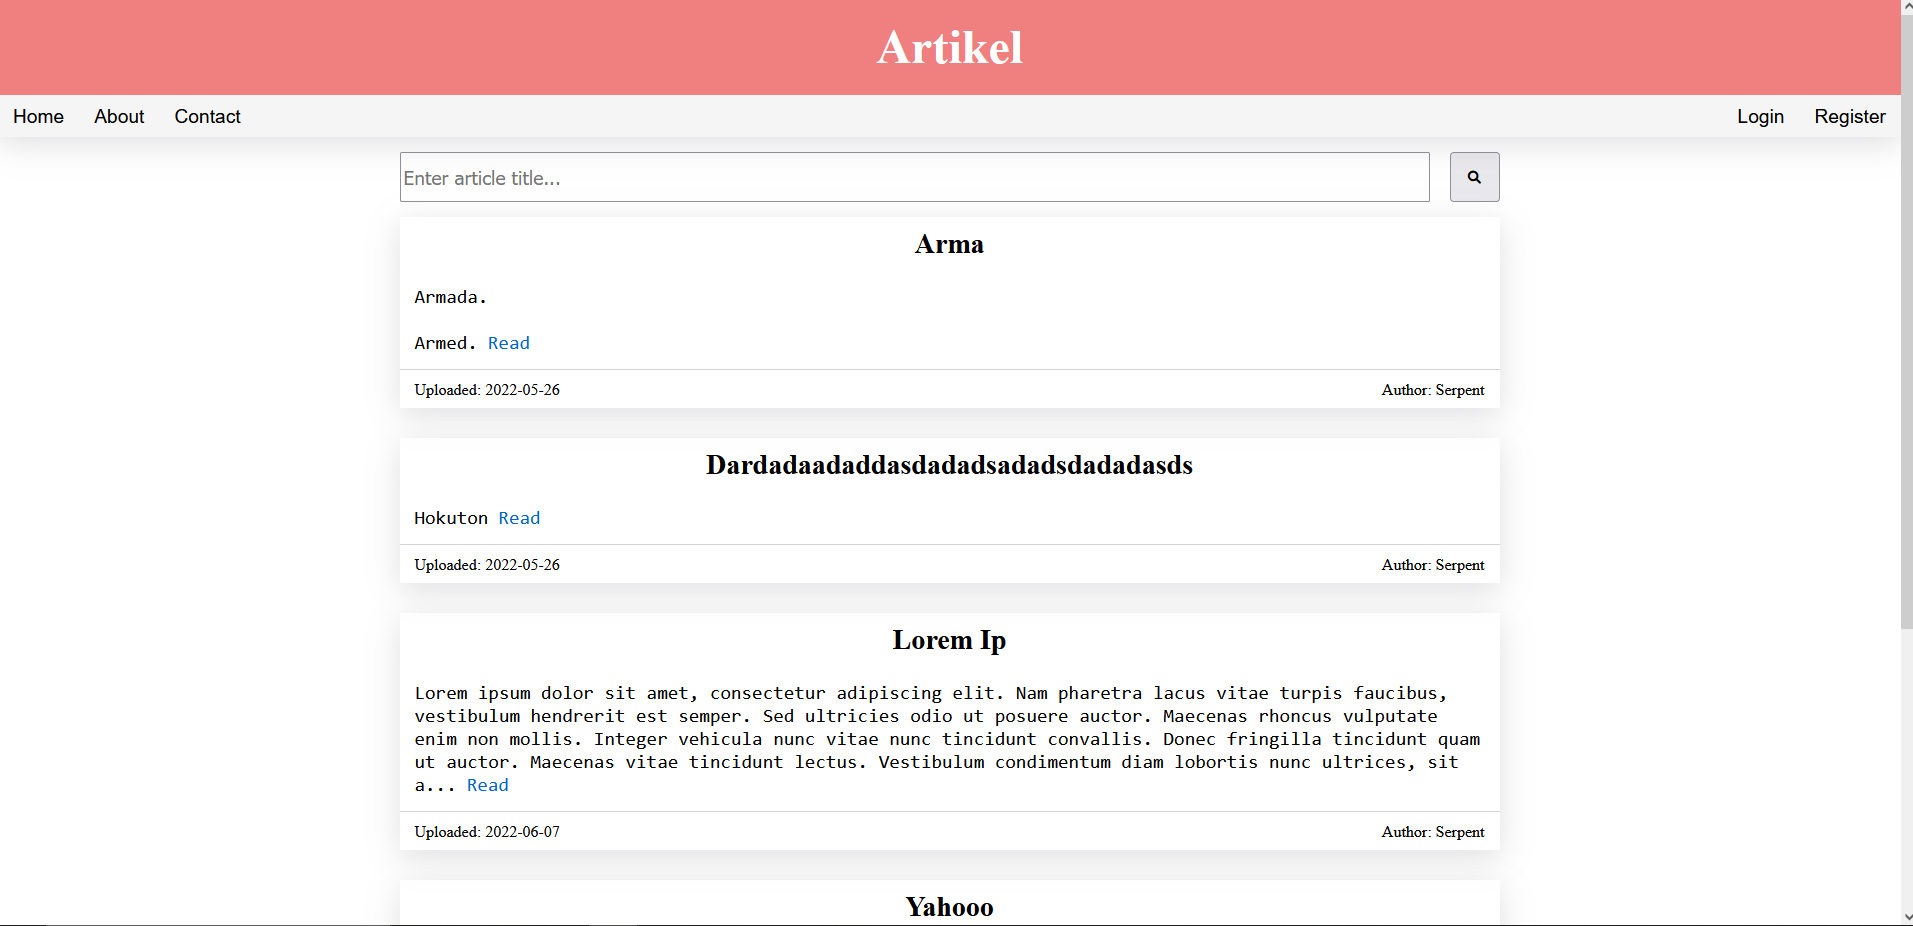 Artikel
Home About Contact Login Register
Enter article title...
Arma
Armada.
Armed. Read
Uploaded: 2022-05-26 Author: Serpent
Dardadaadaddasdadadsadadsdadadasds
Hokuton Read
Uploaded: 2022-05-26 Author: Serpent
Lorem Ip
Lorem ipsum dolor sit amet, consectetur adipiscing elit. Nam pharetra lacus vitae turpis faucibus,
vestibulum hendrerit est semper. Sed ultricies odio ut posuere auctor. Maecenas rhoncus vulputate
enim non mollis. Integer vehicula nunc vitae nunc tincidunt convallis. Donec fringilla tincidunt quam
ut auctor. Maecenas vitae tincidunt lectus. Vestibulum condimentum diam lobortis nunc ultrices, sit
a... Read
Uploaded: 2022-06-07 Author: Serpent
Yahooo